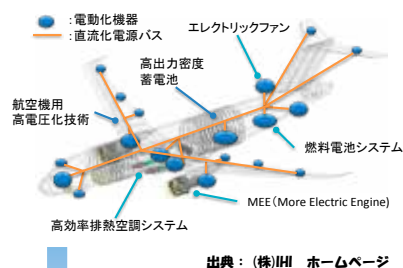 ：電動化機器
：直流化電源バス
エレクトリックファン
高出力密度
蓄電池
航空機用
高電圧化技術
燃料電池システム
MEE（More Electric Engine）
高効率排熱空調システム
出典：(株)IHI　ホームページ